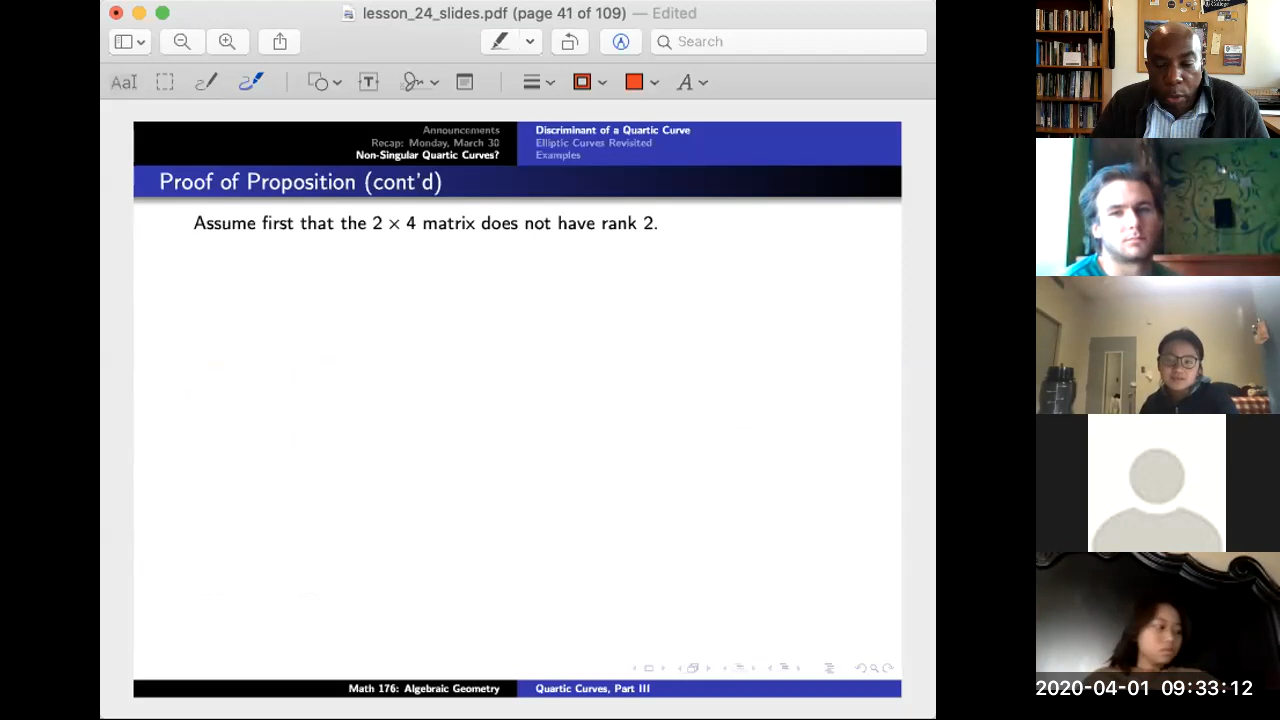 lesson_24_slides.pdf (page 41 of 109) — Edited
Search
AaI
T
A
Announcements
Recap: Monday, March 30
Non-Singular Quartic Curves?
Discriminant of a Quartic Curve
Elliptic Curves Revisited
Examples
Proof of Proposition (cont'd)
Assume first that the 2 × 4 matrix does not have rank 2.
Math 176: Algebraic Geometry
Quartic Curves, Part III
2020-04-01 09:33:12